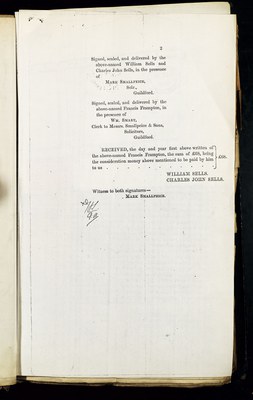 2
Signed, sealed, and delivered by the
above-named William Sells and
Charles John Sells, in the presence
of
MARK SMALLPEICE,
Solr.,
Guildford.
Signed, sealed, and delivered by the
above-named Francis Frampton, in
the presence of
WM. SMART,
Clerk to Messrs. Smallpeice & Sons,
Solicitors,
Guildford.
RECEIVED, the day and year first above written of
the above-named Francis Frampton, the sum of £60, being
the consideration money above mentioned to be paid by him
to us . . . . . . . . . . . £60.
WILLIAM SELLS.
CHARLES JOHN SELLS.
Witness to both signatures—
MARK SMALLPEICE.